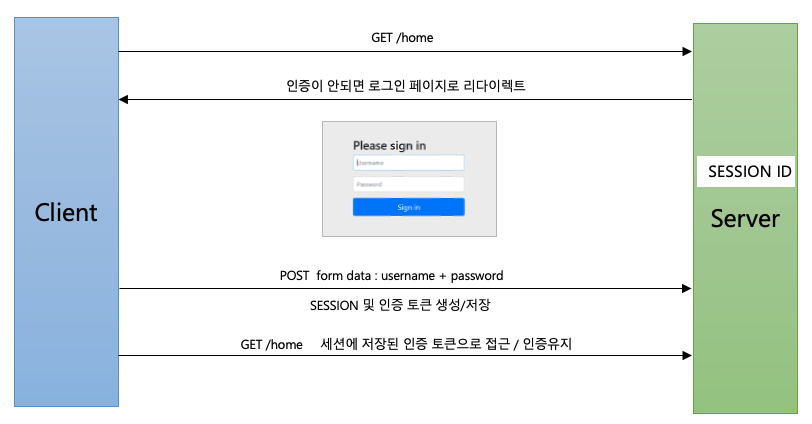 GET /home
인증이 안되면 로그인 페이지로 리다이렉트
Please sign in
Username
Password
Sign in
SESSION ID
Client
Server
POST form data : username + password
SESSION 및 인증 토큰 생성/저장
GET /home 세션에 저장된 인증 토큰으로 접근 / 인증유지